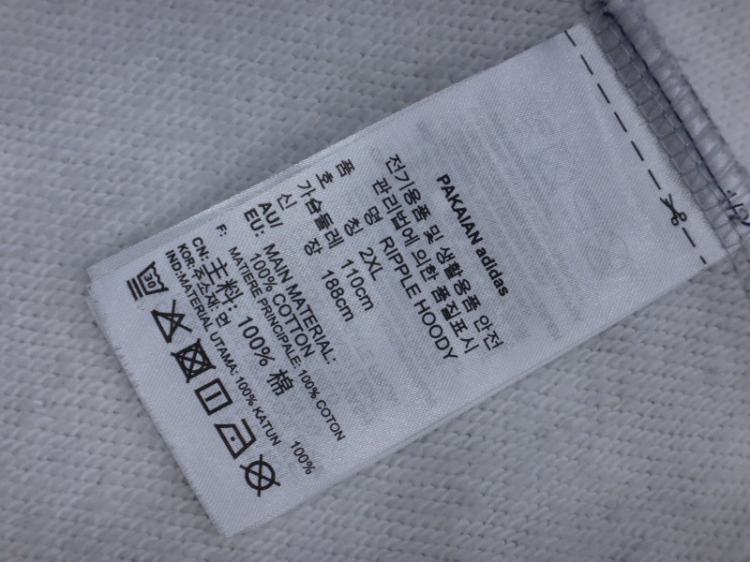 PAKAIAN adidas
전기용품 및 생활용품 안전
관리법에 의한 품질표시
품 명 칭 RIPPLE HOODY
호 2XL
가슴둘레 110cm
신 장 188cm
AU/
EU: MAIN MATERIAL:
100% COTTON
F: MATIERE PRINCIPALE: 100% COTON
CN: 主料: 100% 棉
KOR: 주소재: 면 100%
IND: MATERIAL UTAMA: 100% KATUN
30